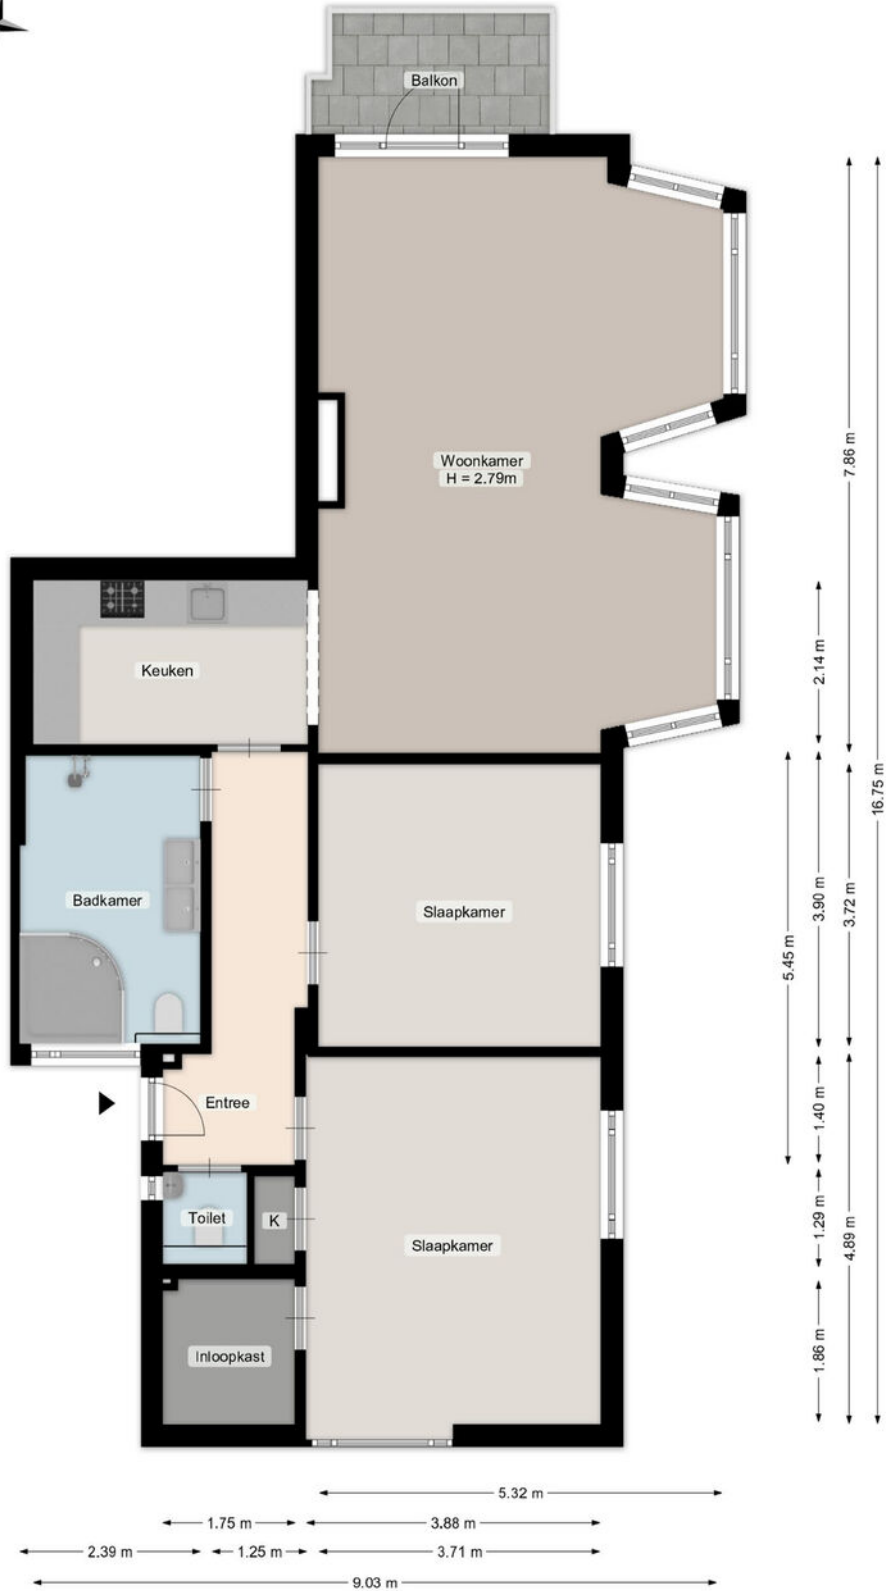 Balkon
Woonkamer
H = 2.79m
7.86 m
Keuken
2.14 m
16.75 m
Badkamer
Slaapkamer
5.45 m
3.90 m
3.72 m
Entree
1.40 m
Toilet
K
1.29 m
Slaapkamer
4.89 m
Inloopkast
1.86 m
5.32 m
1.75 m
3.88 m
2.39 m
1.25 m
3.71 m
9.03 m